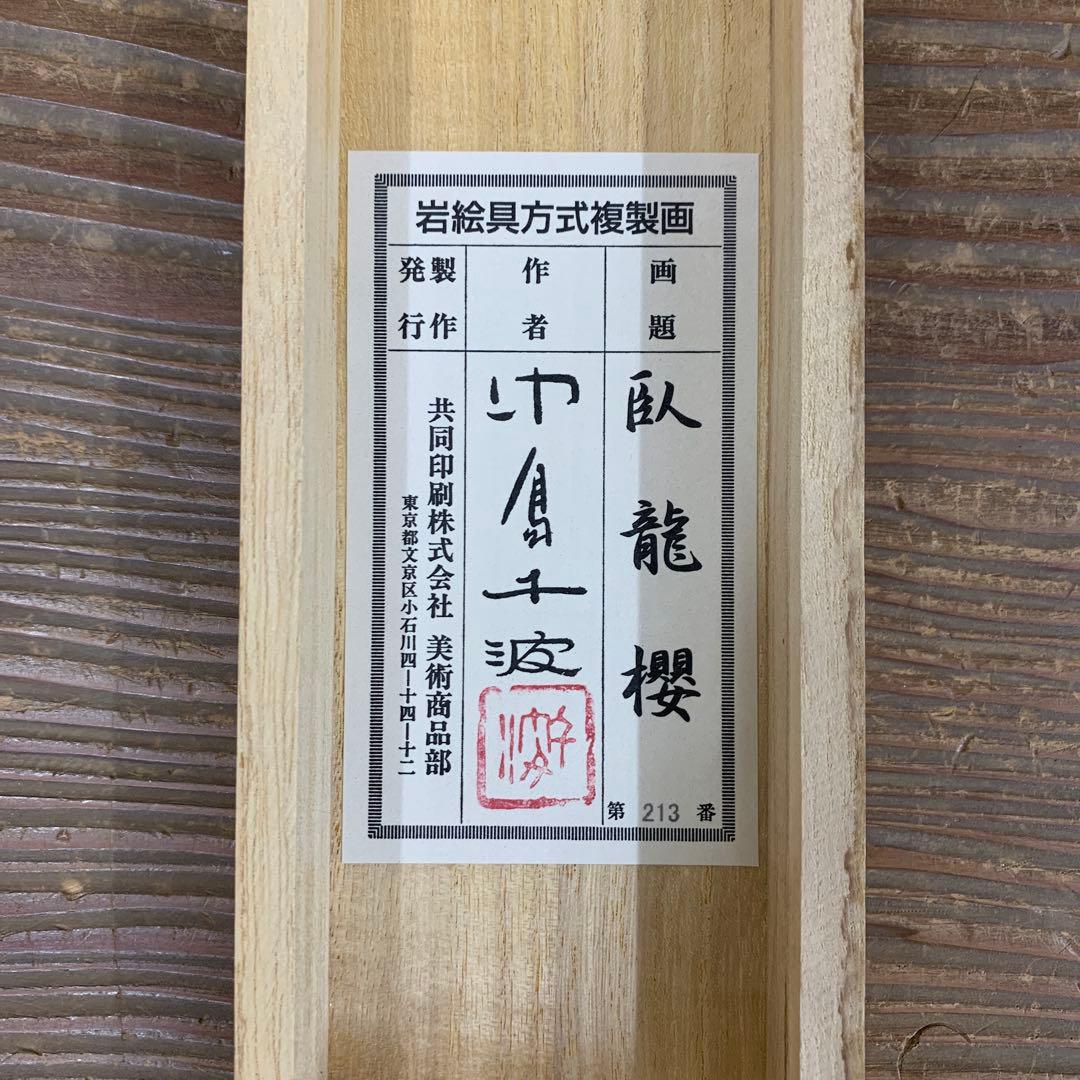 岩絵具方式複製画
画題
臥龍櫻
第 213 番
作者
中島千波
千波
製作
発行
共同印刷株式会社 美術商品部
東京都文京区小石川四―十四―十二